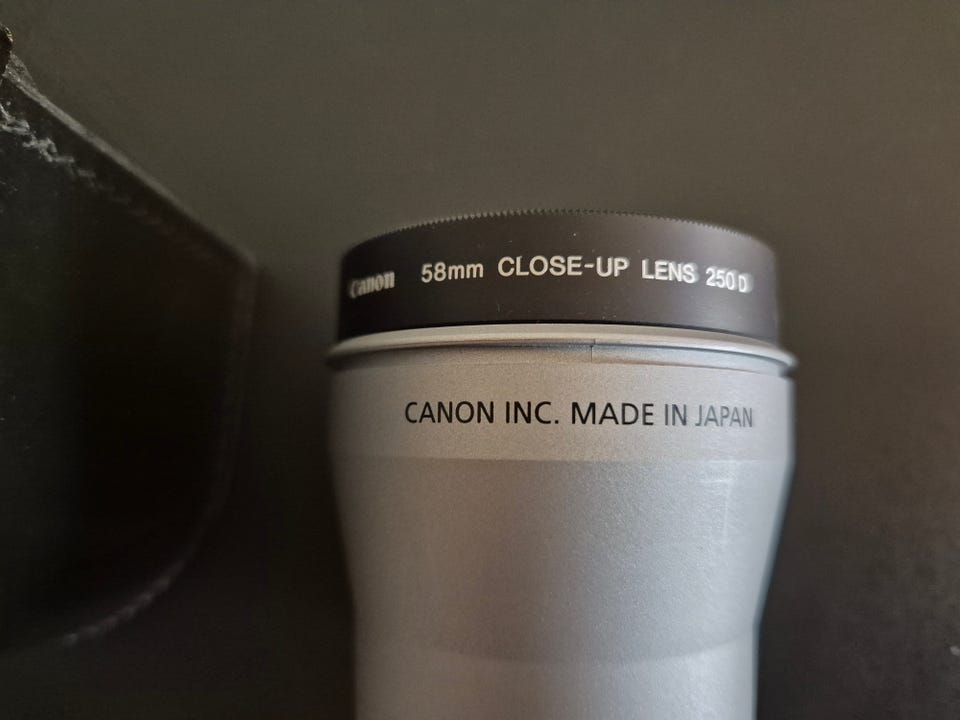 Canon 58mm CLOSE-UP LENS 250D
CANON INC. MADE IN JAPAN